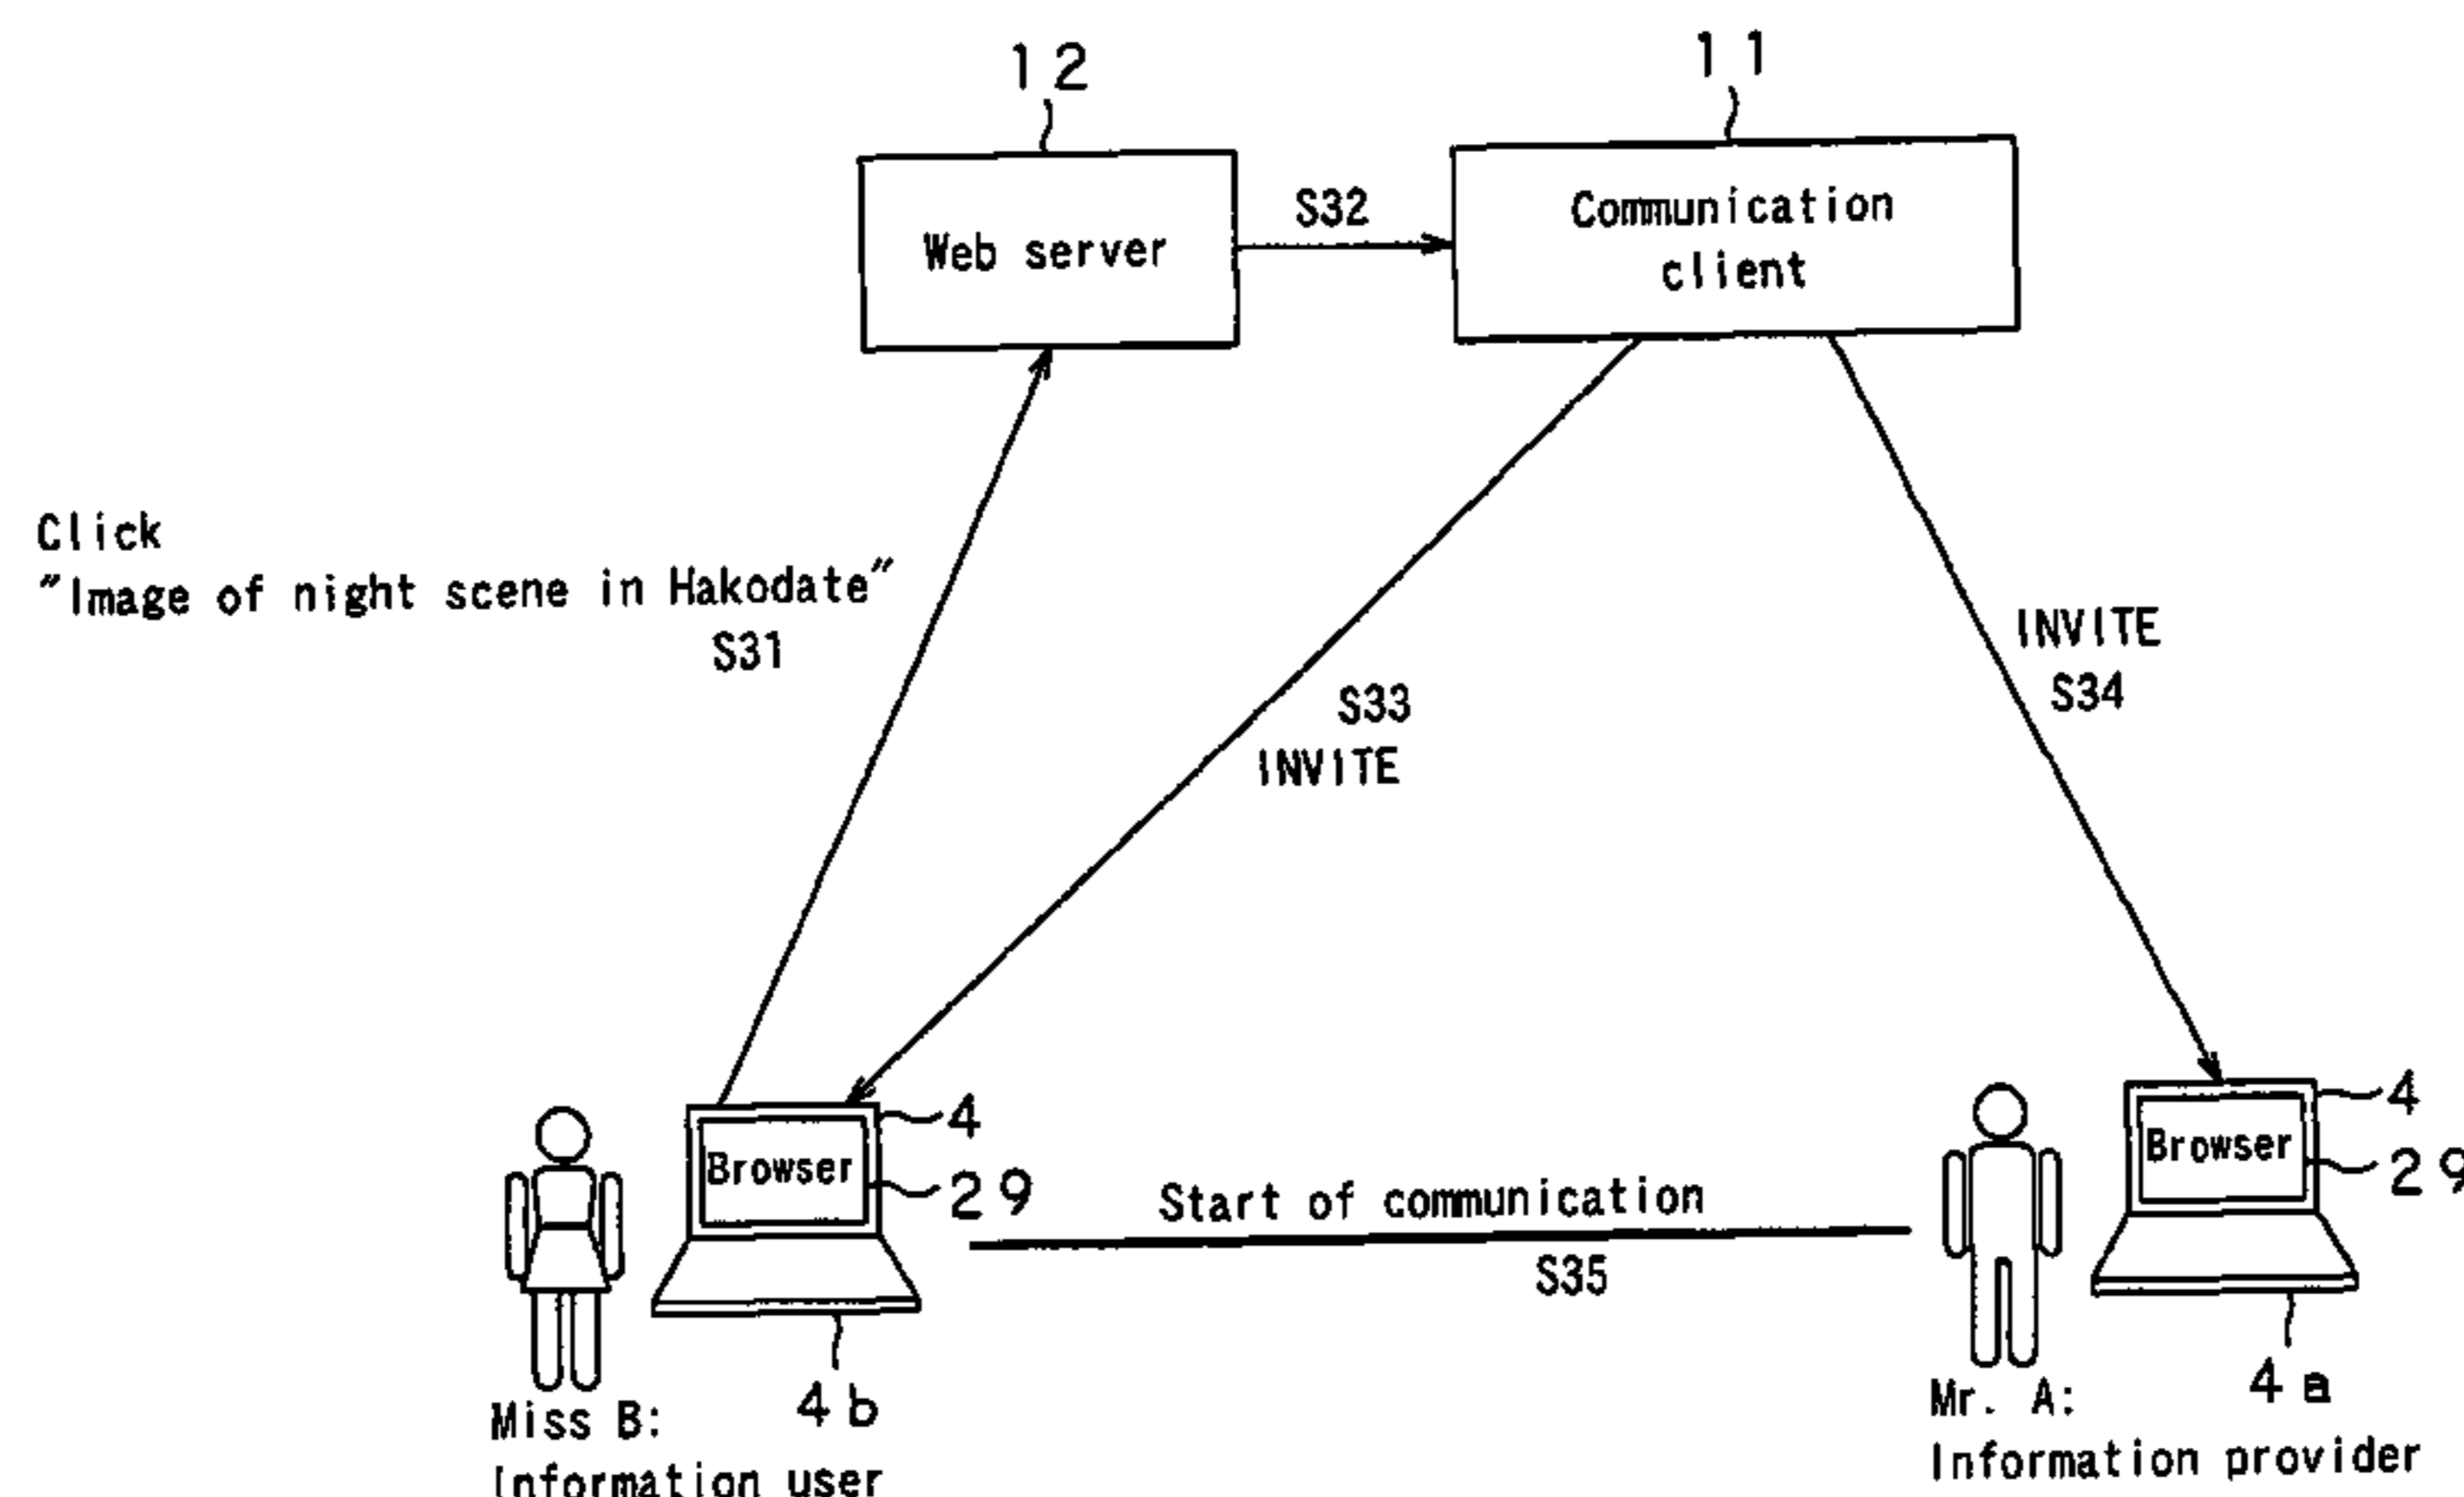 12
11
Web server
S32
Communication
client
Click
"Image of night scene in Hakodate"
S31
INVITE
S34
S33
INVITE
4
Browser
29
4
Browser
29
Start of communication
S35
4b
Miss B:
Information user
4a
Mr. A:
Information provider